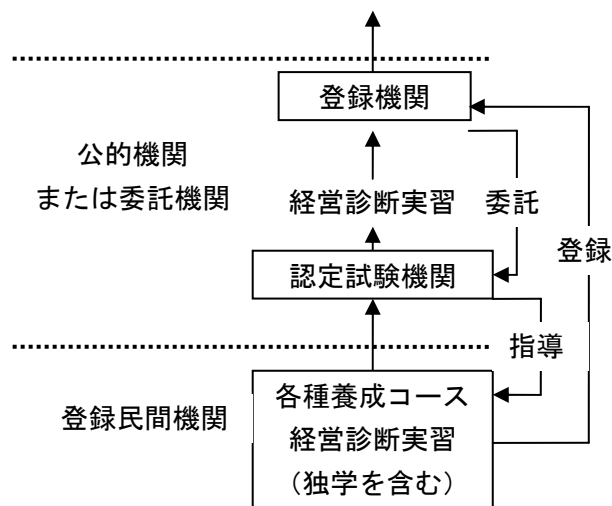 登録機関
公的機関
または委託機関
経営診断実習
委託
登録
認定試験機関
指導
登録民間機関
各種養成コース
経営診断実習
（独学を含む）